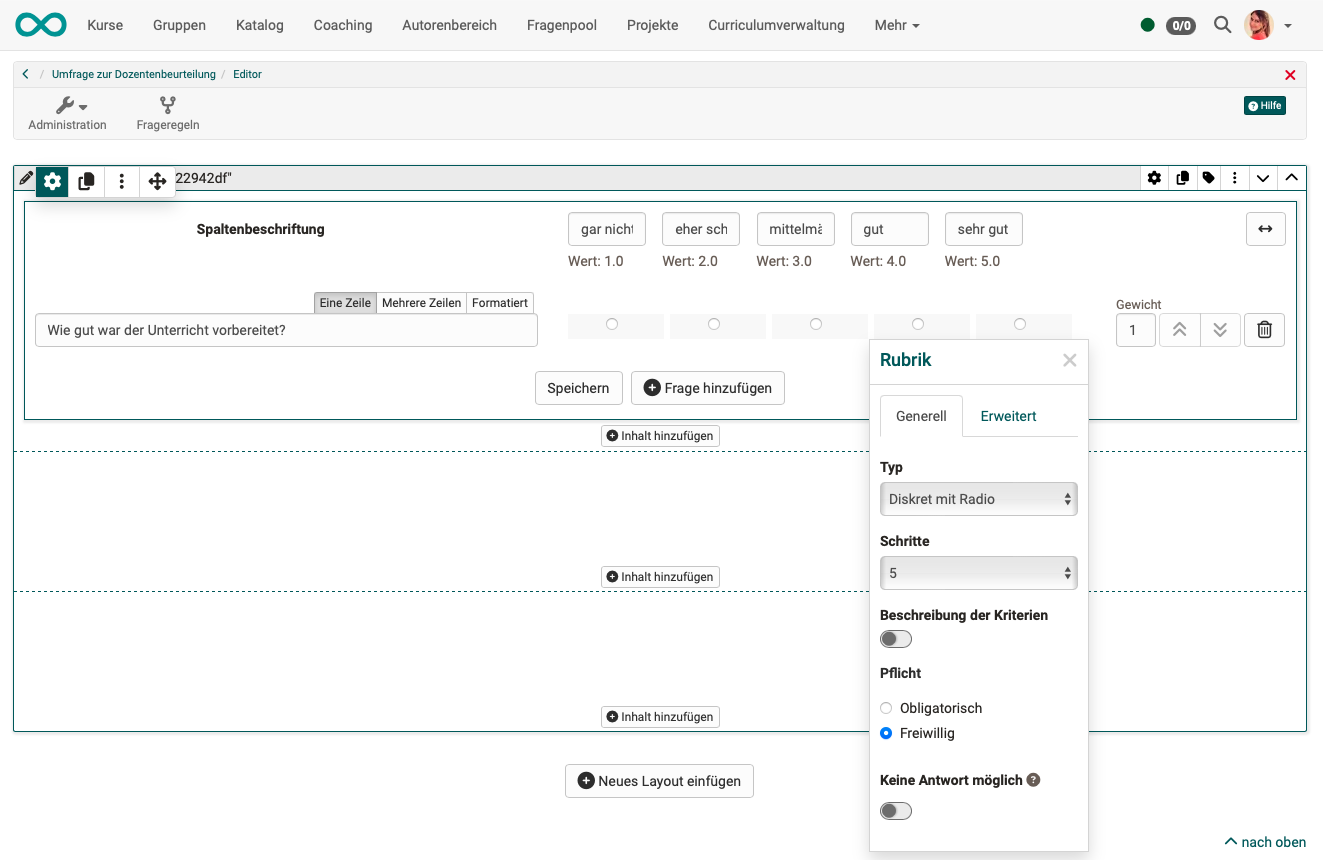 Kurse Gruppen Katalog Coaching Autorenbereich Fragenpool Projekte Curriculumverwaltung Mehr 0/0
/ Umfrage zur Dozentenbeurteilung / Editor
Administration Frageregeln Hilfe
22942df"
Spaltenbeschriftung gar nicht eher sch mittelmä gut sehr gut
Wert: 1.0 Wert: 2.0 Wert: 3.0 Wert: 4.0 Wert: 5.0
Eine Zeile Mehrere Zeilen Formatiert Gewicht
Wie gut war der Unterricht vorbereitet? 1
Speichern Frage hinzufügen
Inhalt hinzufügen
Inhalt hinzufügen
Inhalt hinzufügen
Neues Layout einfügen
Rubrik
Generell Erweitert
Typ
Diskret mit Radio
Schritte
5
Beschreibung der Kriterien
Pflicht
Obligatorisch
Freiwillig
Keine Antwort möglich ?
nach oben